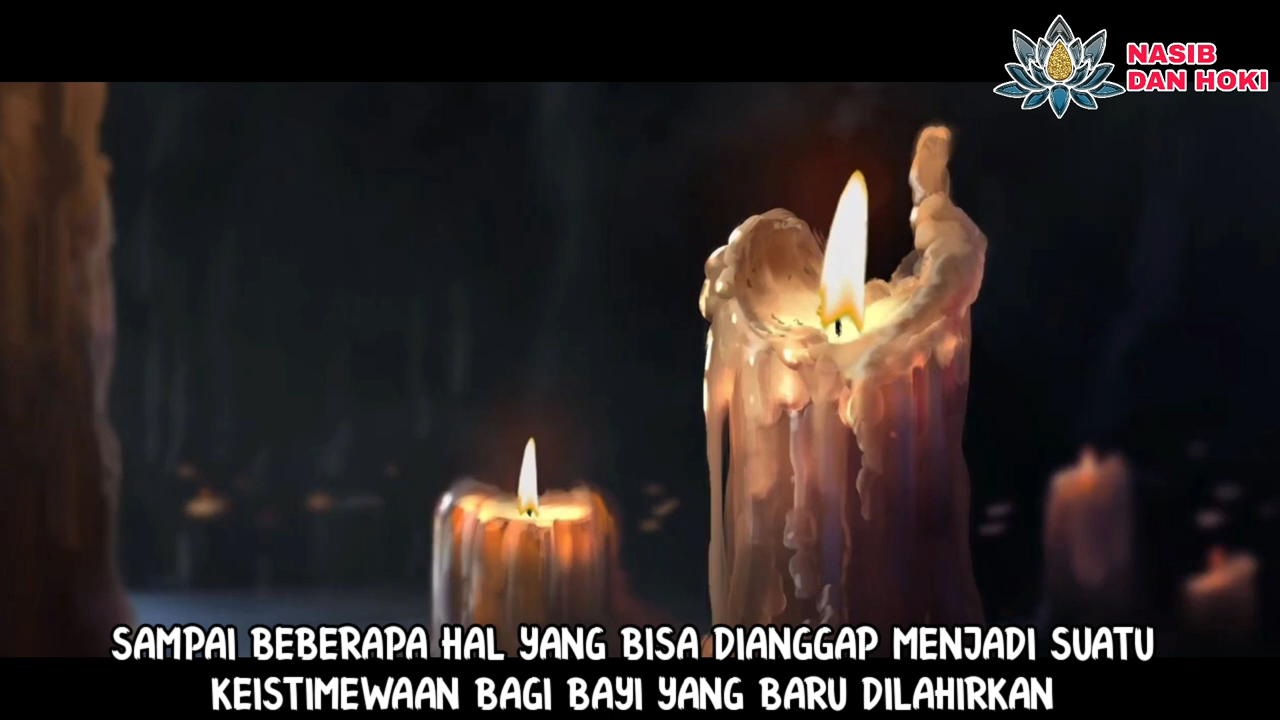 NASIB
DAN HOKI
SAMPAI BEBERAPA HAL YANG BISA DIANGGAP MENJADI SUATU
KEISTIMEWAAN BAGI BAYI YANG BARU DILAHIRKAN